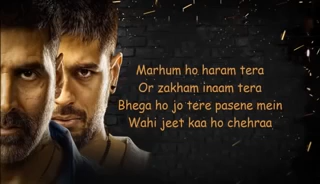 Marhum ho haram tera
Or zakham inaam tera
Bhega ho jo tere pasene mein
Wahi jeet kaa ho chehraa